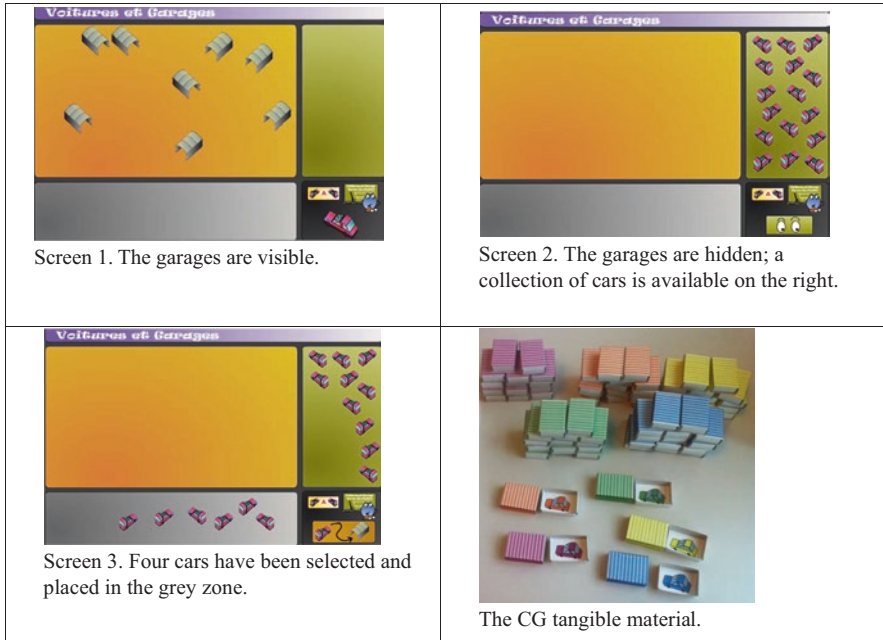 Voitures et Garages
Screen 1. The garages are visible.
Voitures et Garages
Screen 2. The garages are hidden; a
collection of cars is available on the right.
Voitures et Garages
Screen 3. Four cars have been selected and
placed in the grey zone.
The CG tangible material.